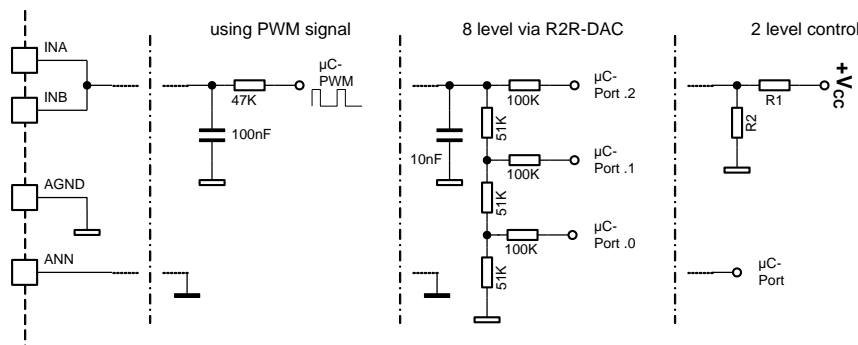 using PWM signal
8 level via R2R-DAC
2 level control
INA
INB
AGND
ANN
47K
µC-
PWM
100nF
10nF
100K
µC-
Port .2
51K
100K
µC-
Port .1
51K
100K
µC-
Port .0
51K
R1
+VCC
R2
µC-
Port